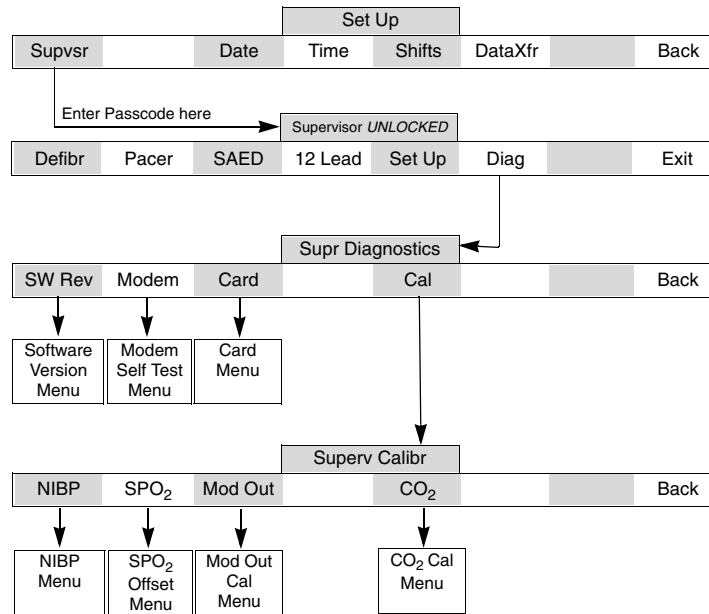 Set Up
Supvsr Date Time Shifts DataXfr Back
Enter Passcode here
Supervisor UNLOCKED
Defibr Pacer SAED 12 Lead Set Up Diag Exit
Supr Diagnostics
SW Rev Modem Card Cal Back
Software Version Menu
Modem Self Test Menu
Card Menu
Superv Calibr
NIBP SPO₂ Mod Out CO₂ Back
NIBP Menu
SPO₂ Offset Menu
Mod Out Cal Menu
CO₂ Cal Menu